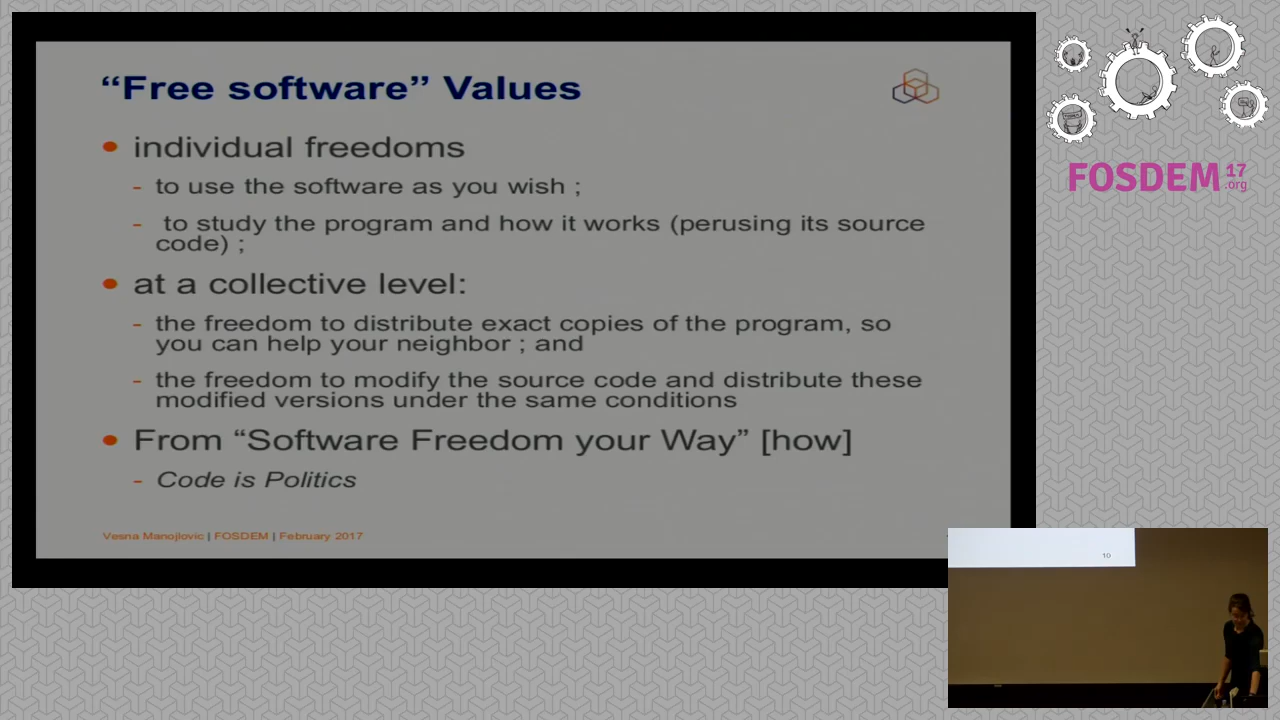 “Free software” Values
individual freedoms
- to use the software as you wish ;
- to study the program and how it works (perusing its source
code) ;
at a collective level:
- the freedom to distribute exact copies of the program, so
you can help your neighbor ; and
- the freedom to modify the source code and distribute these
modified versions under the same conditions
From “Software Freedom your Way” [how]
- Code is Politics
Vesna Manojlovic | FOSDEM | February 2017
FOSDEM 17
.org
10